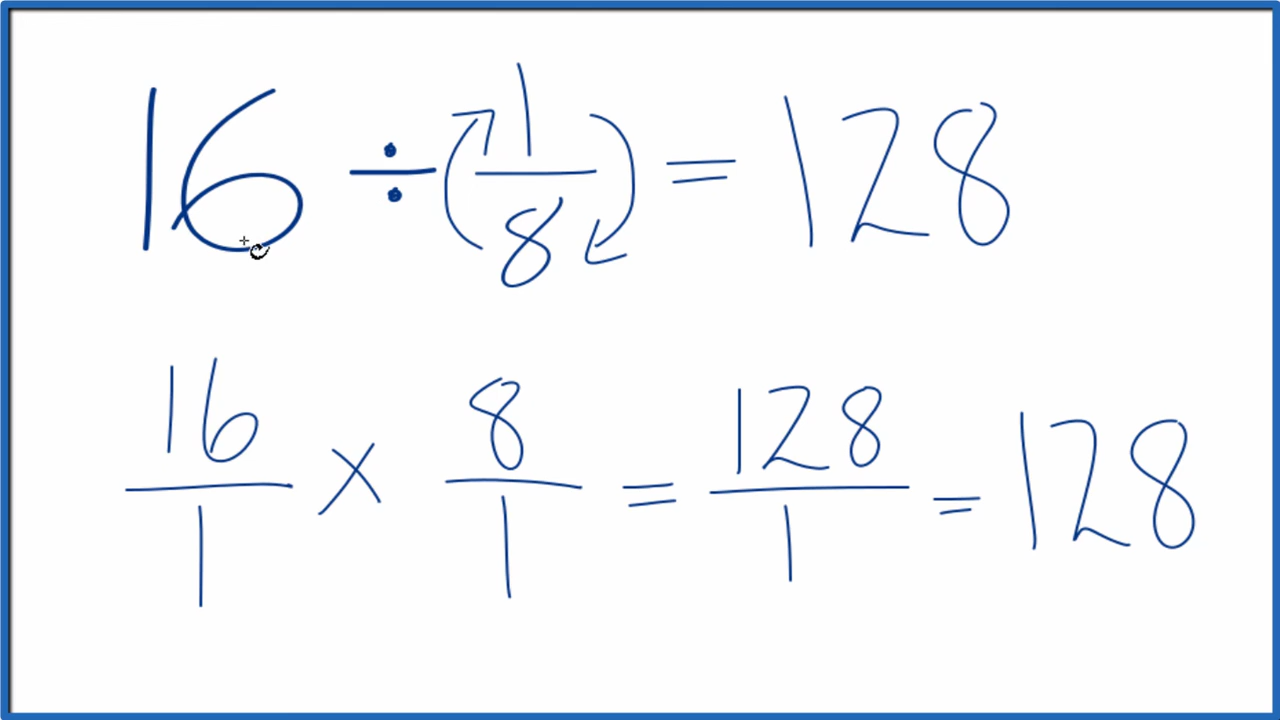 16 ÷ 1/8 = 128
16/1 × 8/1 = 128/1 = 128